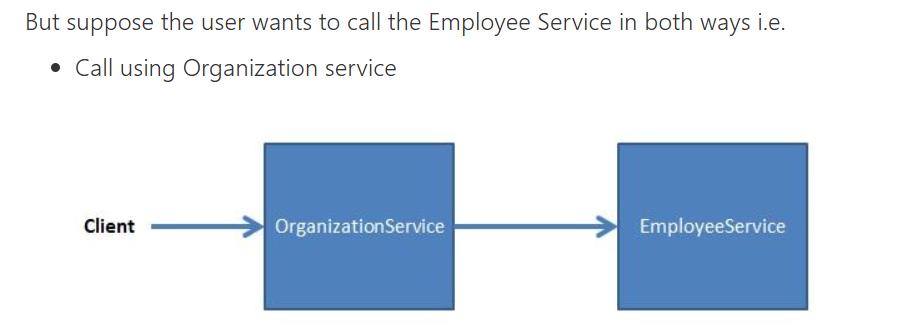 But suppose the user wants to call the Employee Service in both ways i.e.
• Call using Organization service
Client
OrganizationService
EmployeeService